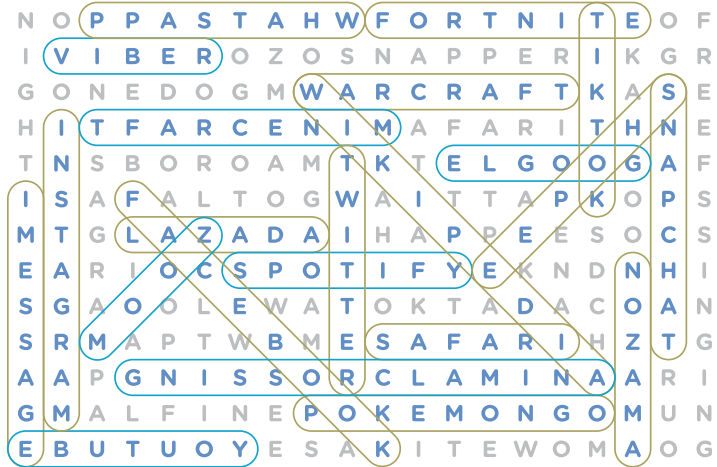 N O P P A S T A H W F O R T N I T E O F
I V I B E R O Z O S N A P P E R I K G R
G O N E D O G M W A R C R A F T K A S E
H I T F A R C E N I M A F A R I T H N E
T N S B O R O A M T K T E L G O O G A F
I S A F A L T O G W A I T T A P K O P S
M T G L A Z A D A I H A P P E E S O C S
E A R I O C S P O T I F Y E K N D N H I
S G A O O L E W A T O K T A D A C O A N
S R M A P T W B M E S A F A R I H Z T G
A A P G N I S S O R C L A M I N A A R I
G M A L F I N E P O K E M O N G O M U N
E B U T U O Y E S A K I T E W O M A O G